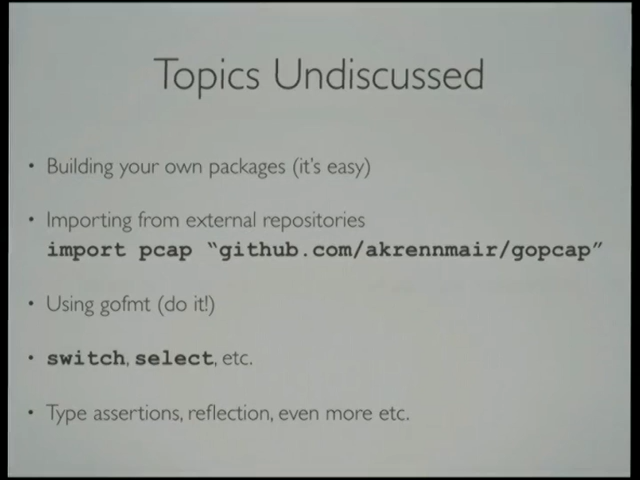 Topics Undiscussed
• Building your own packages (it's easy)
• Importing from external repositories
import pcap “github.com/akrennmair/gopcap”
• Using gofmt (do it!)
• switch, select, etc.
• Type assertions, reflection, even more etc.